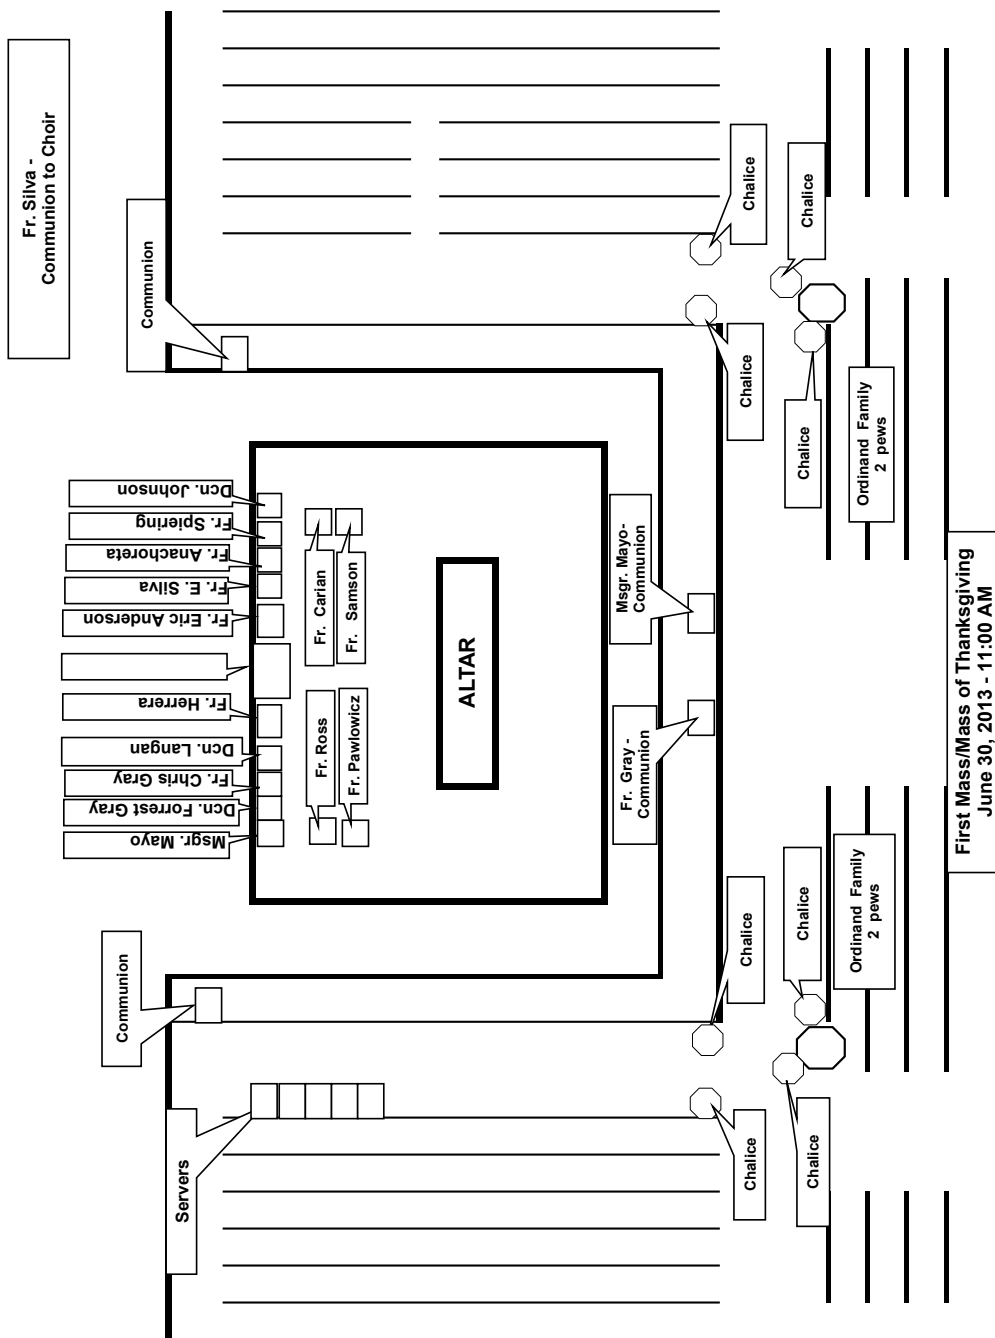 Fr. Silva -
Communion to Choir
Communion
Chalice
Chalice
Chalice
Chalice
Ordinand Family
2 pews
Dcn. Johnson
Fr. Spiering
Fr. Anachoreta
Fr. E. Silva
Fr. Eric Anderson
Fr. Herrera
Dcn. Langan
Fr. Chris Gray
Dcn. Forrest Gray
Msgr. Mayo
Fr. Carian
Fr. Samson
Fr. Ross
Fr. Pawlowicz
ALTAR
Msgr. Mayo-
Communion
Fr. Gray -
Communion
First Mass/Mass of Thanksgiving
June 30, 2013 - 11:00 AM
Communion
Servers
Chalice
Chalice
Chalice
Chalice
Ordinand Family
2 pews